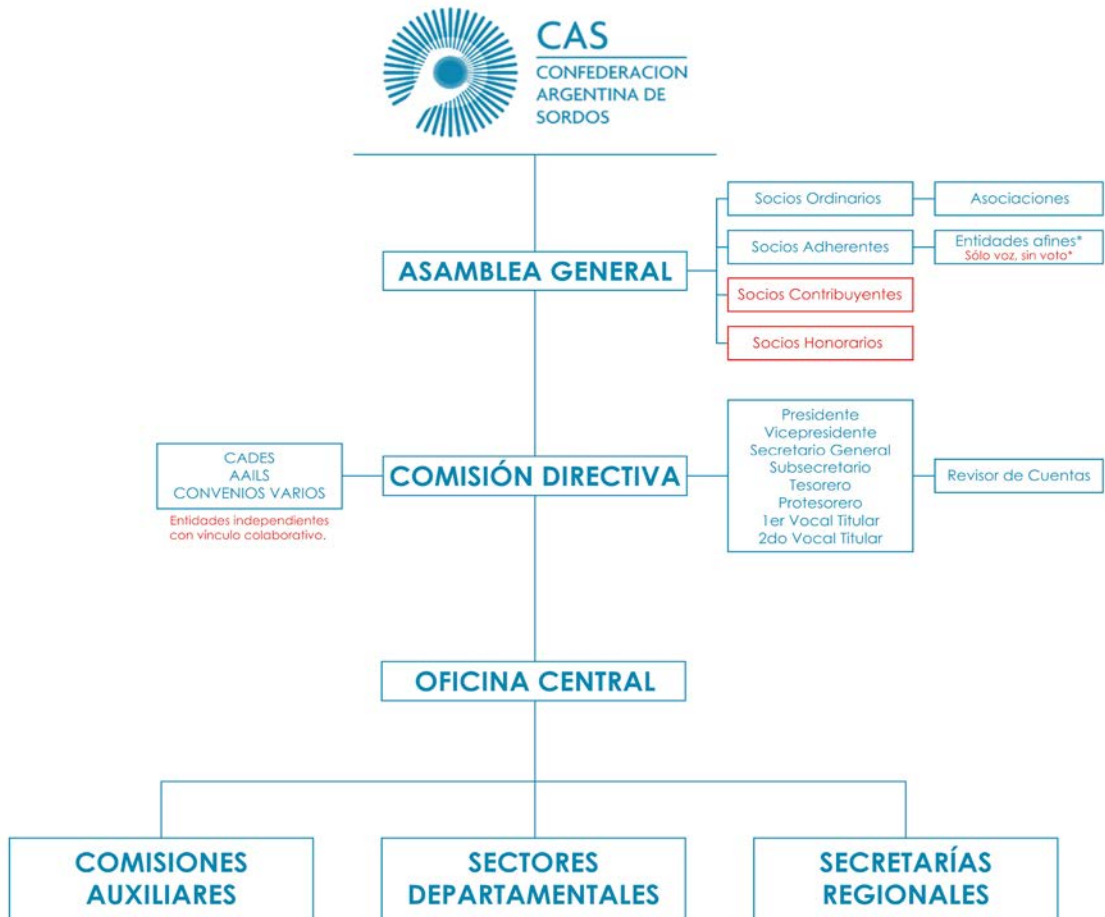 CAS
CONFEDERACION
ARGENTINA DE
SORDOS
Socios Ordinarios
Asociaciones
ASAMBLEA GENERAL
Socios Adherentes
Entidades afines*
Sólo voz, sin voto*
Socios Contribuyentes
Socios Honorarios
CADES
AAILS
CONVENIOS VARIOS
Entidades independientes
con vínculo colaborativo.
COMISIÓN DIRECTIVA
Presidente
Vicepresidente
Secretario General
Subsecretario
Tesorero
Protesorero
1er Vocal Titular
2do Vocal Titular
Revisor de Cuentas
OFICINA CENTRAL
COMISIONES
AUXILIARES
SECTORES
DEPARTAMENTALES
SECRETARÍAS
REGIONALES